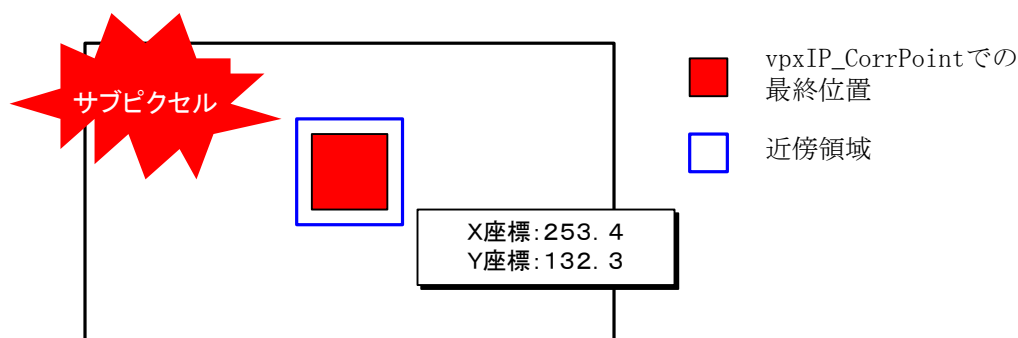 サブピクセル
vpxIP_CorrPointでの
最終位置
近傍領域
X座標:253. 4
Y座標:132. 3